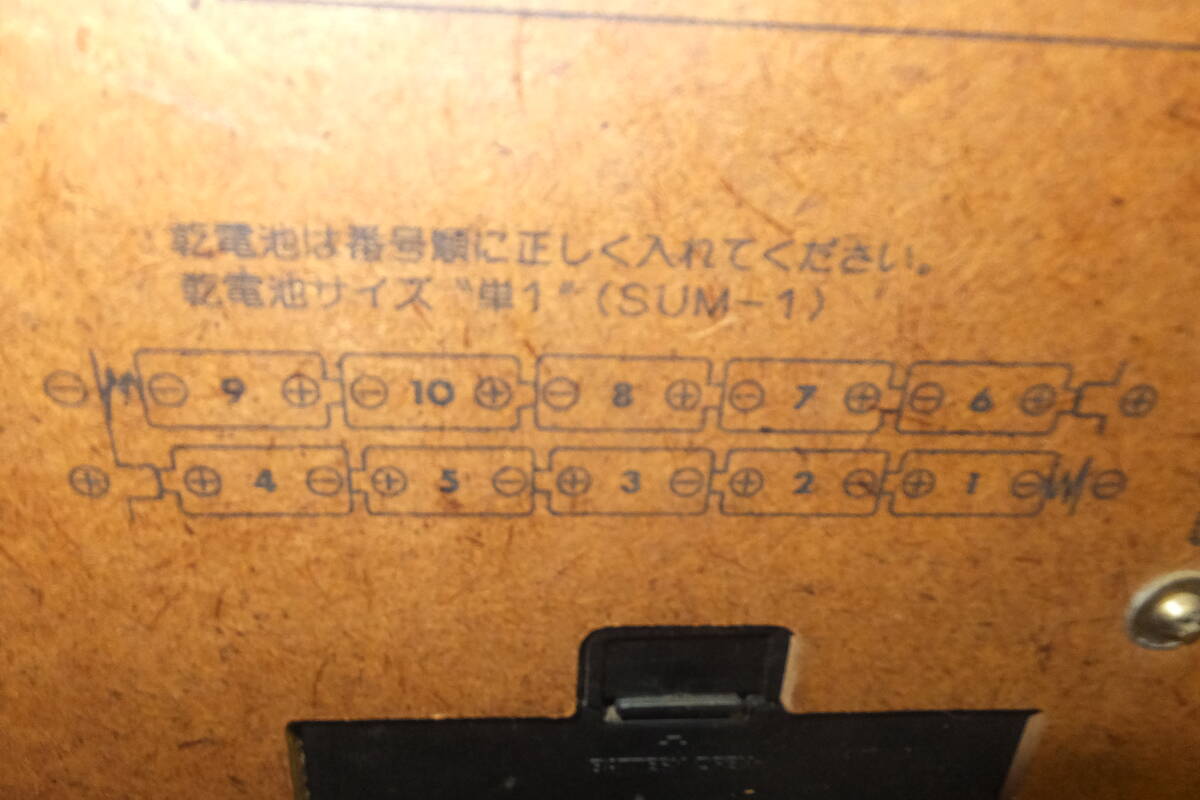 乾電池は番号順に正しく入れてください。
乾電池サイズ“単1”(SUM-1)
⊖ ⊖ 9 ⊕ ⊖ 10 ⊕ ⊖ 8 ⊕ ⊖ 7 ⊕ ⊖ 6 ⊕ ⊕
⊕ ⊕ 4 ⊖ ⊕ 5 ⊖ ⊕ 3 ⊖ ⊕ 2 ⊖ ⊕ 1 ⊖ ⊖
BATTERY OPEN